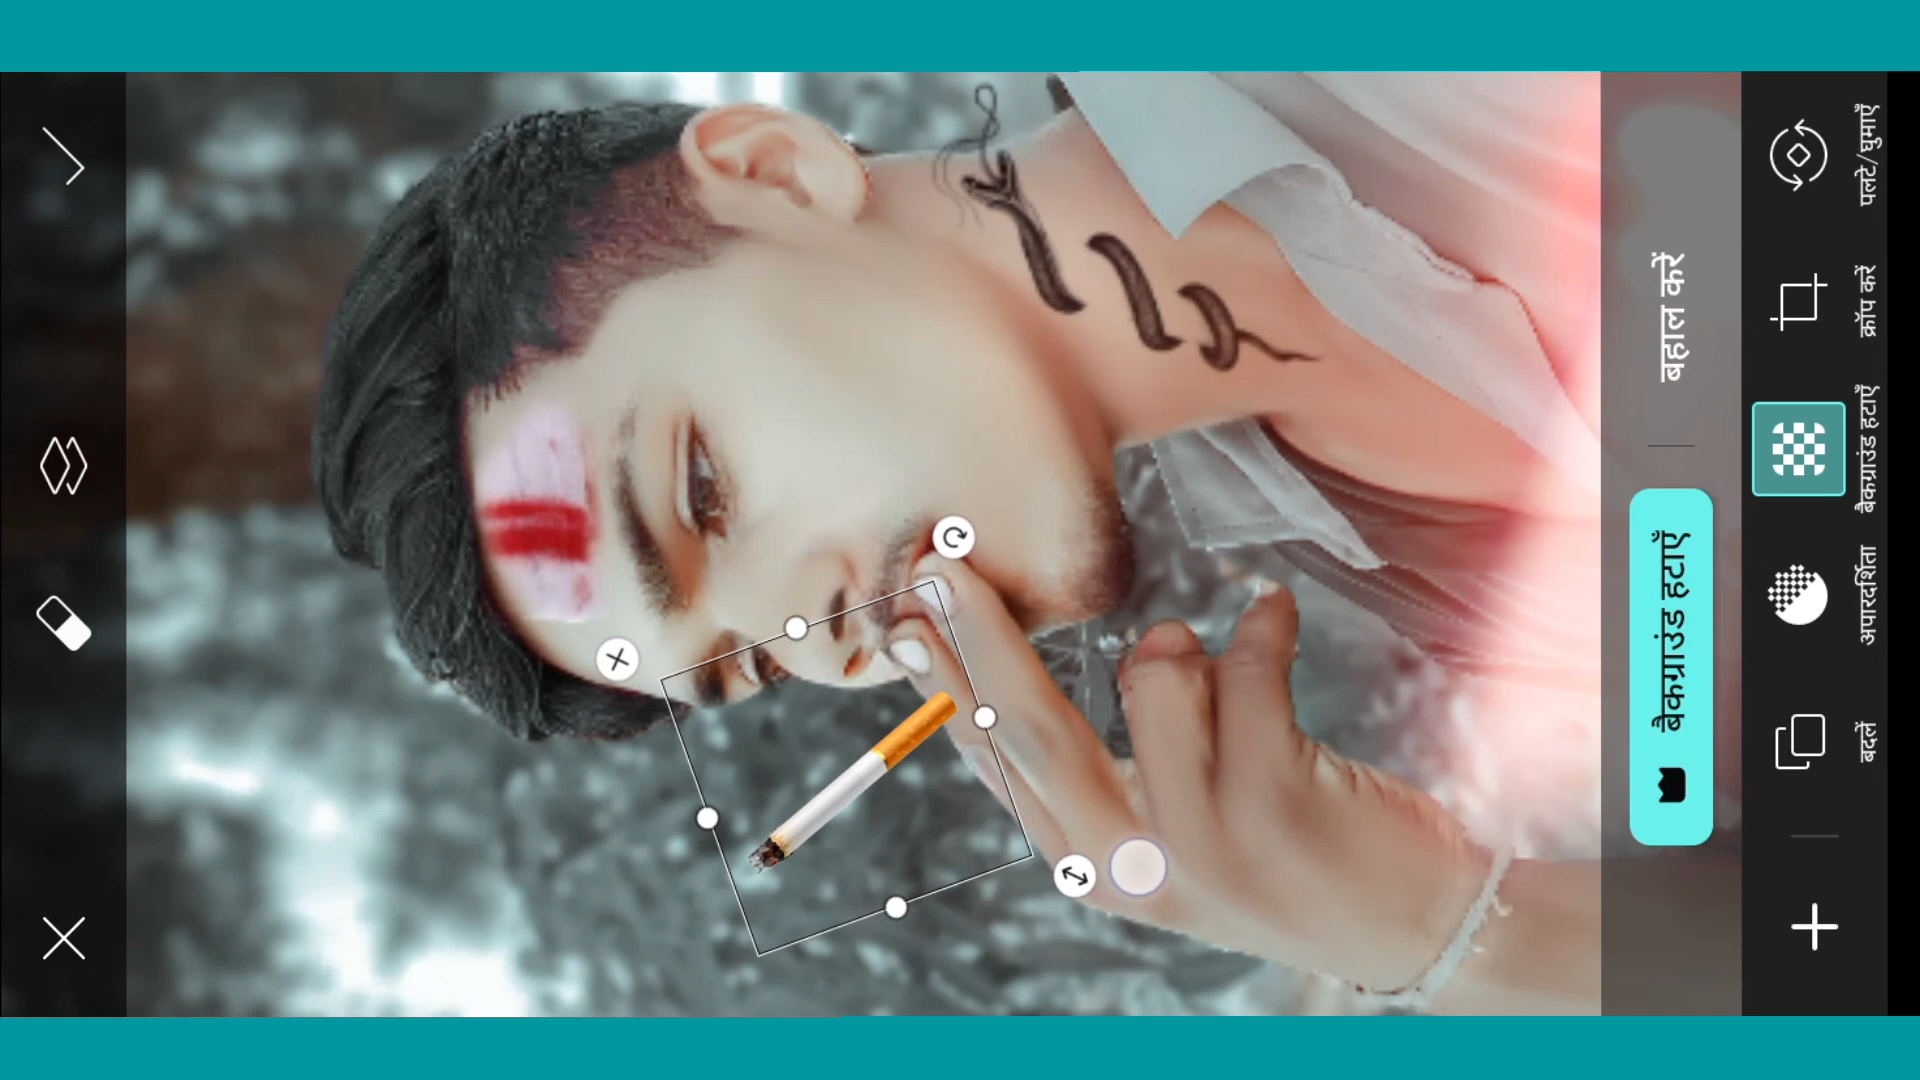 बहाल करें
बैकग्राउंड हटाएँ
पलटें/घुमाएँ
क्रॉप करें
बैकग्राउंड हटाएँ
अपारदर्शिता
बदलें